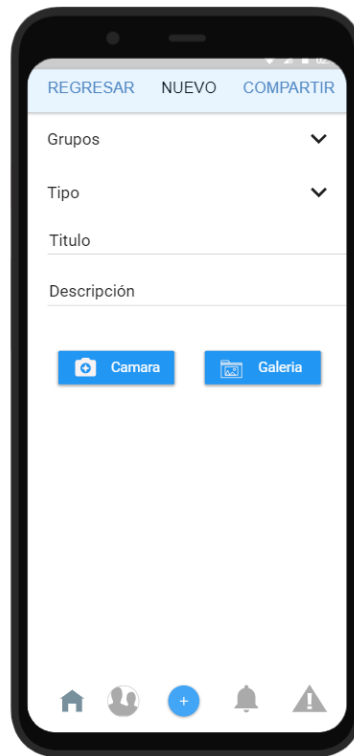 REGRESAR NUEVO COMPARTIR
Grupos
Tipo
Titulo
Descripción
Camara Galeria